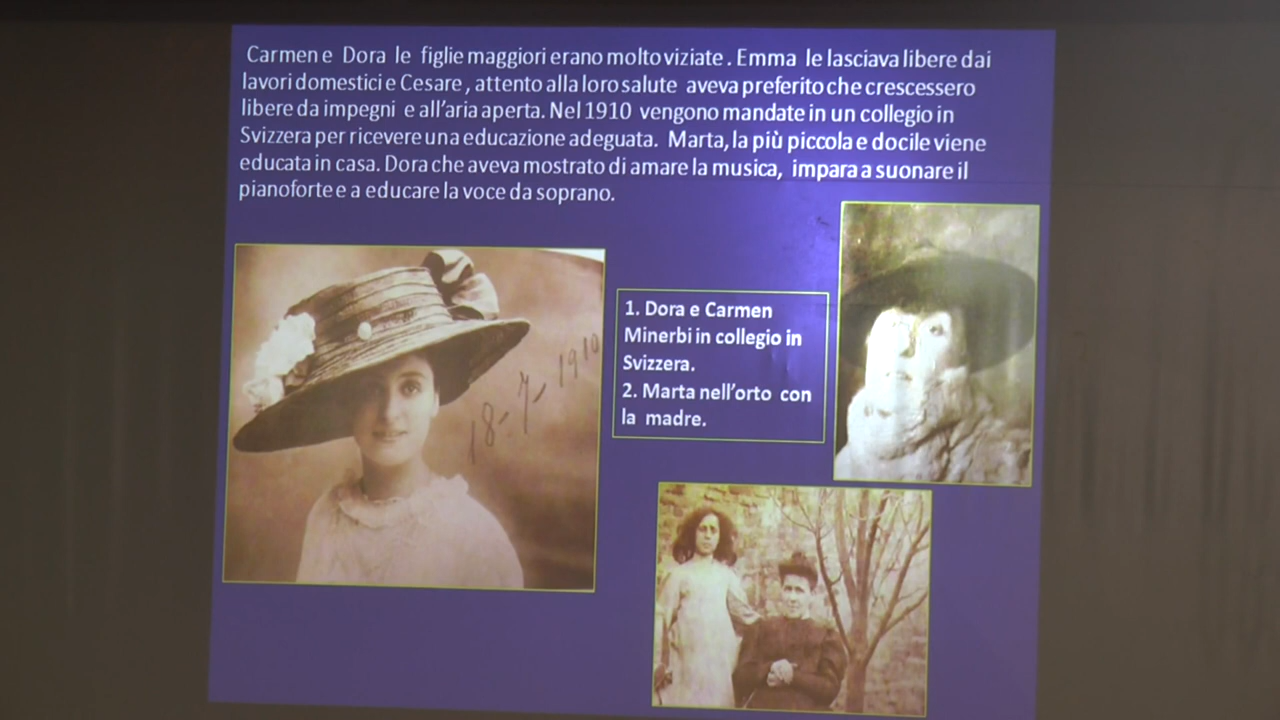 Carmen e Dora le figlie maggiori erano molto viziate. Emma le lasciava libere dai
lavori domestici e Cesare, attento alla loro salute aveva preferito che crescessero
libere da impegni e all'aria aperta. Nel 1910 vengono mandate in un collegio in
Svizzera per ricevere una educazione adeguata. Marta, la più piccola e docile viene
educata in casa. Dora che aveva mostrato di amare la musica, impara a suonare il
pianoforte e a educare la voce da soprano.
18-7-1910
1. Dora e Carmen
Minerbi in collegio in
Svizzera.
2. Marta nell'orto con
la madre.